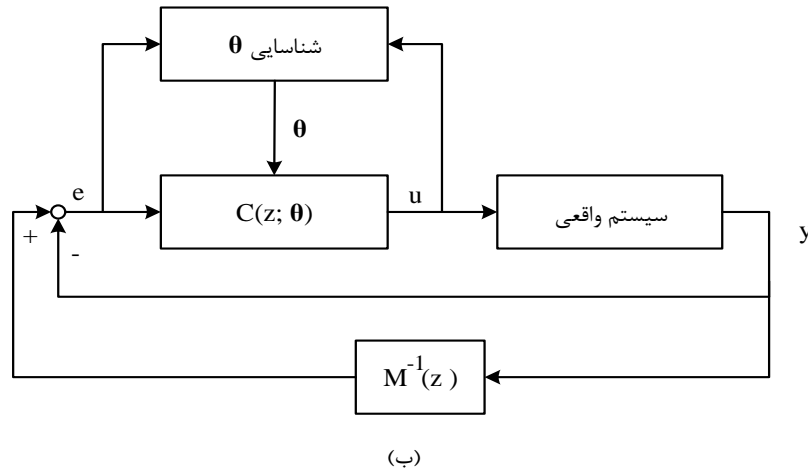 شناسایی θ
θ
e
C(z; θ)
u
سیستم واقعی
y
+
-
M⁻¹(z )
(ب)